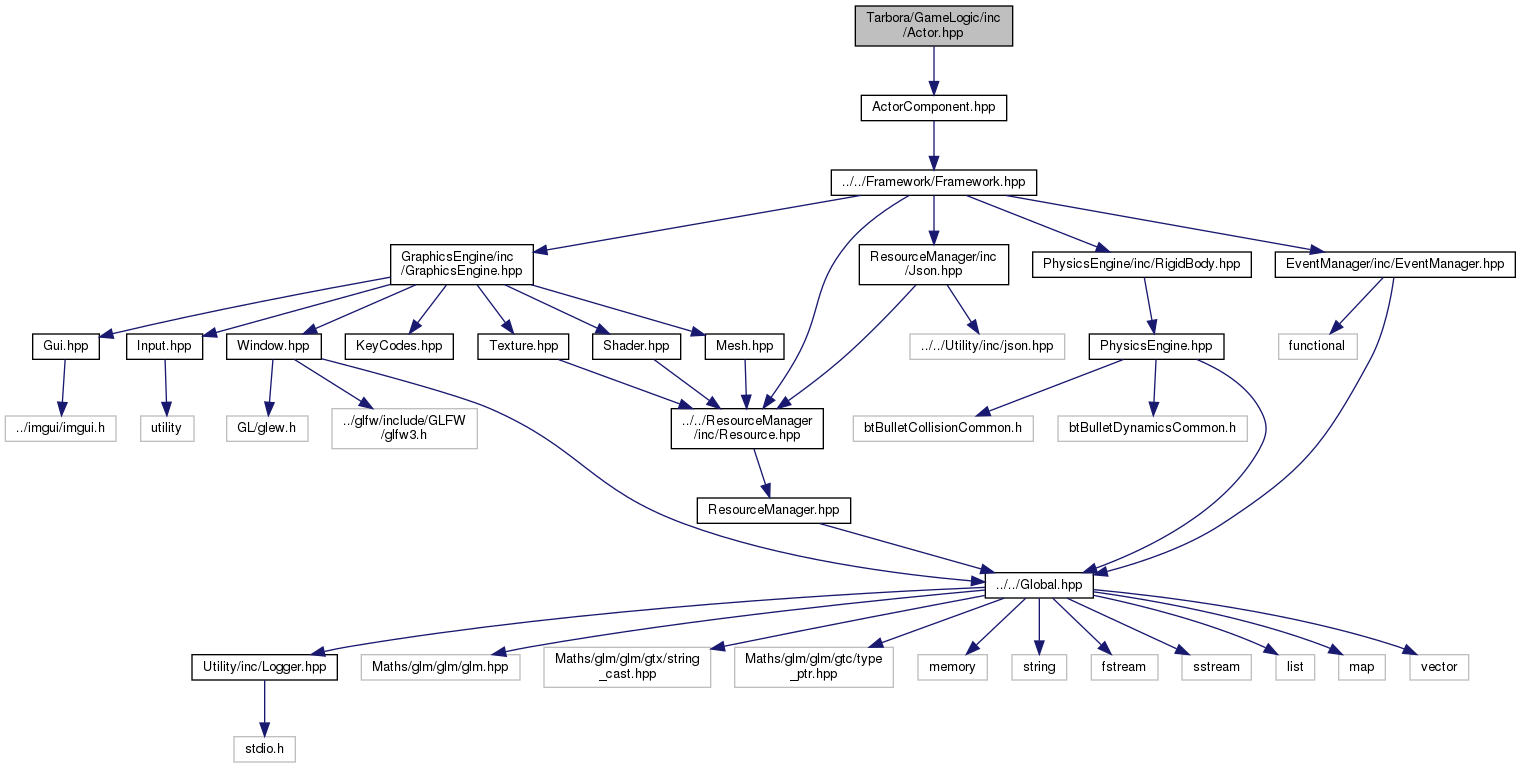 Tarbora/GameLogic/inc
/Actor.hpp
ActorComponent.hpp
../../Framework/Framework.hpp
GraphicsEngine/inc
/GraphicsEngine.hpp
ResourceManager/inc
/Json.hpp
PhysicsEngine/inc/RigidBody.hpp
EventManager/inc/EventManager.hpp
Gui.hpp
Input.hpp
Window.hpp
KeyCodes.hpp
Texture.hpp
Shader.hpp
Mesh.hpp
../../Utility/inc/json.hpp
PhysicsEngine.hpp
functional
../imgui/imgui.h
utility
GL/glew.h
../glfw/include/GLFW
/glfw3.h
../../ResourceManager
/inc/Resource.hpp
btBulletCollisionCommon.h
btBulletDynamicsCommon.h
ResourceManager.hpp
../../Global.hpp
Utility/inc/Logger.hpp
Maths/glm/glm/glm.hpp
Maths/glm/glm/gtx/string
_cast.hpp
Maths/glm/glm/gtc/type
_ptr.hpp
memory
string
fstream
sstream
list
map
vector
stdio.h